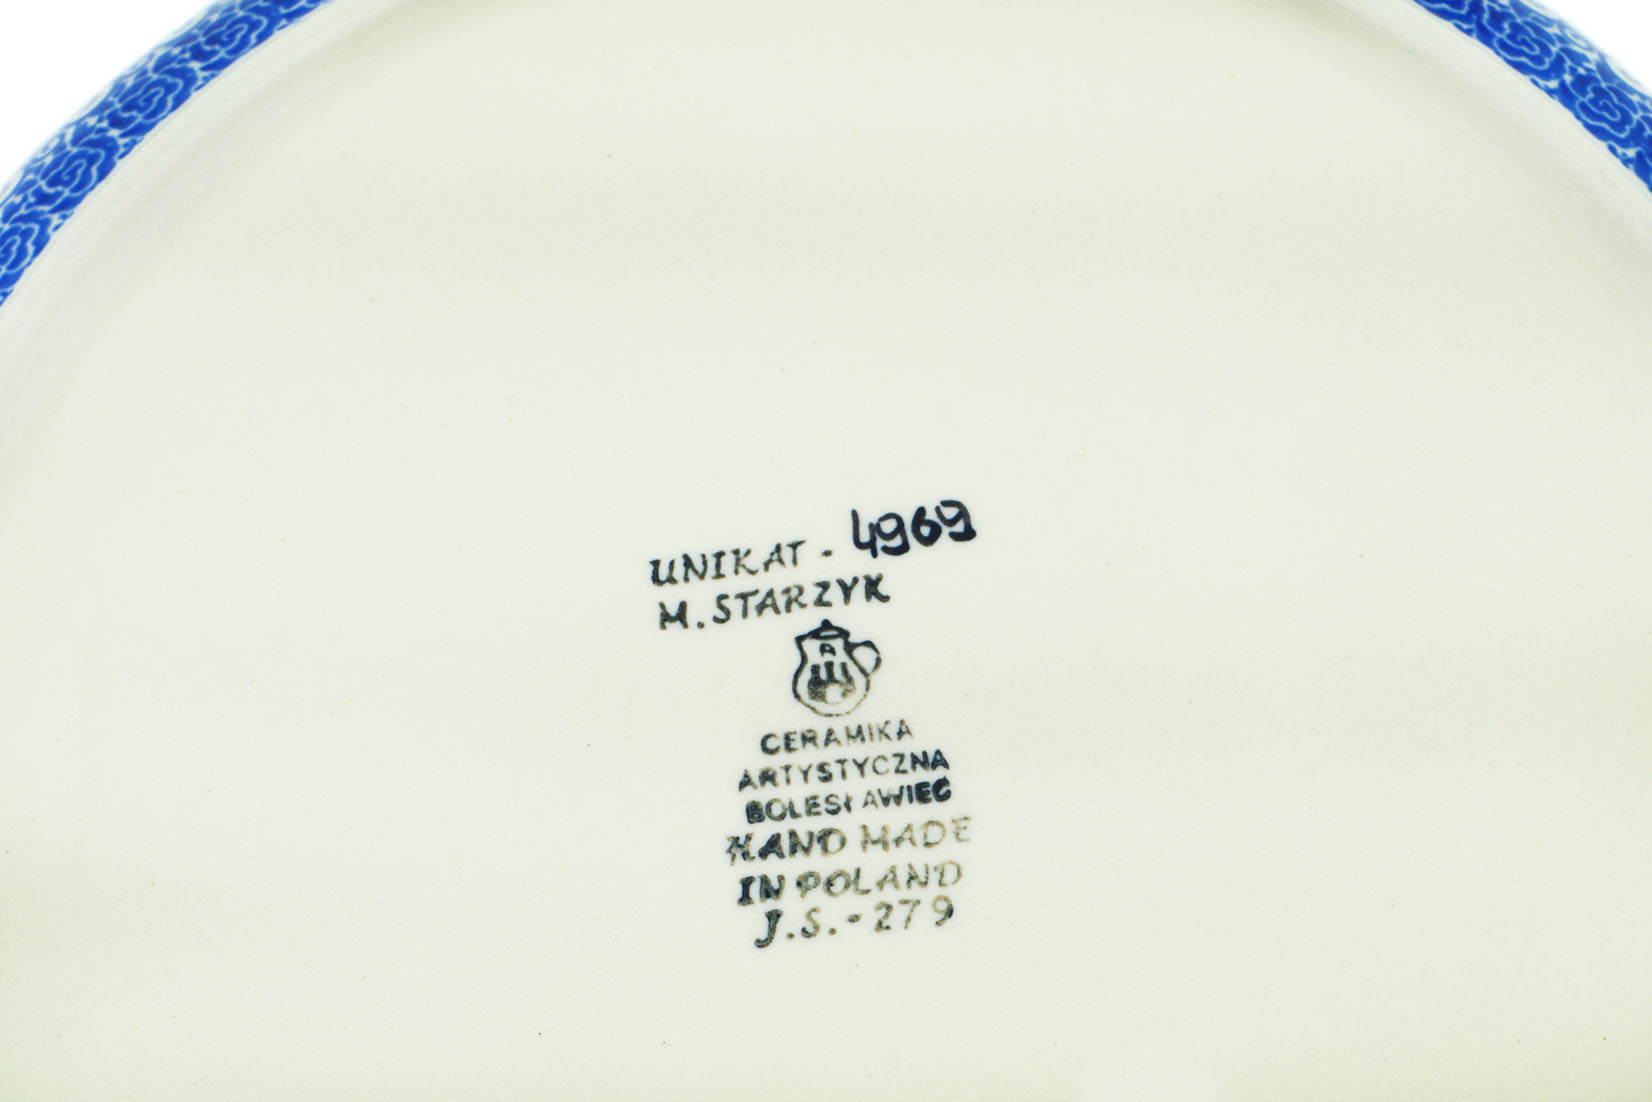 UNIKAT - 4969
M. STARZYK
A
CERAMIKA
ARTYSTYCZNA
BOLESŁAWIEC
HAND MADE
IN POLAND
J.S.-279